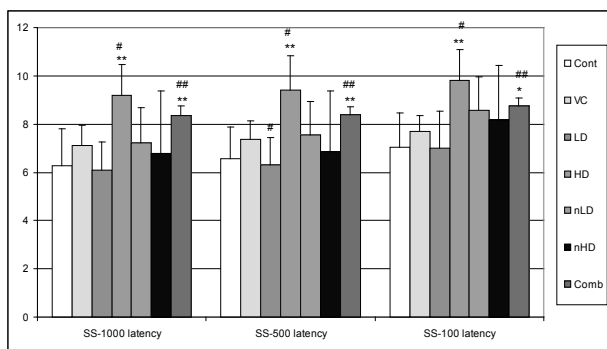 12
10
8
6
4
2
0
#
**
##
**
#
#
**
##
**
#
**
##
*
SS-1000 latency
SS-500 latency
SS-100 latency
Cont
VC
LD
HD
nLD
nHD
Comb